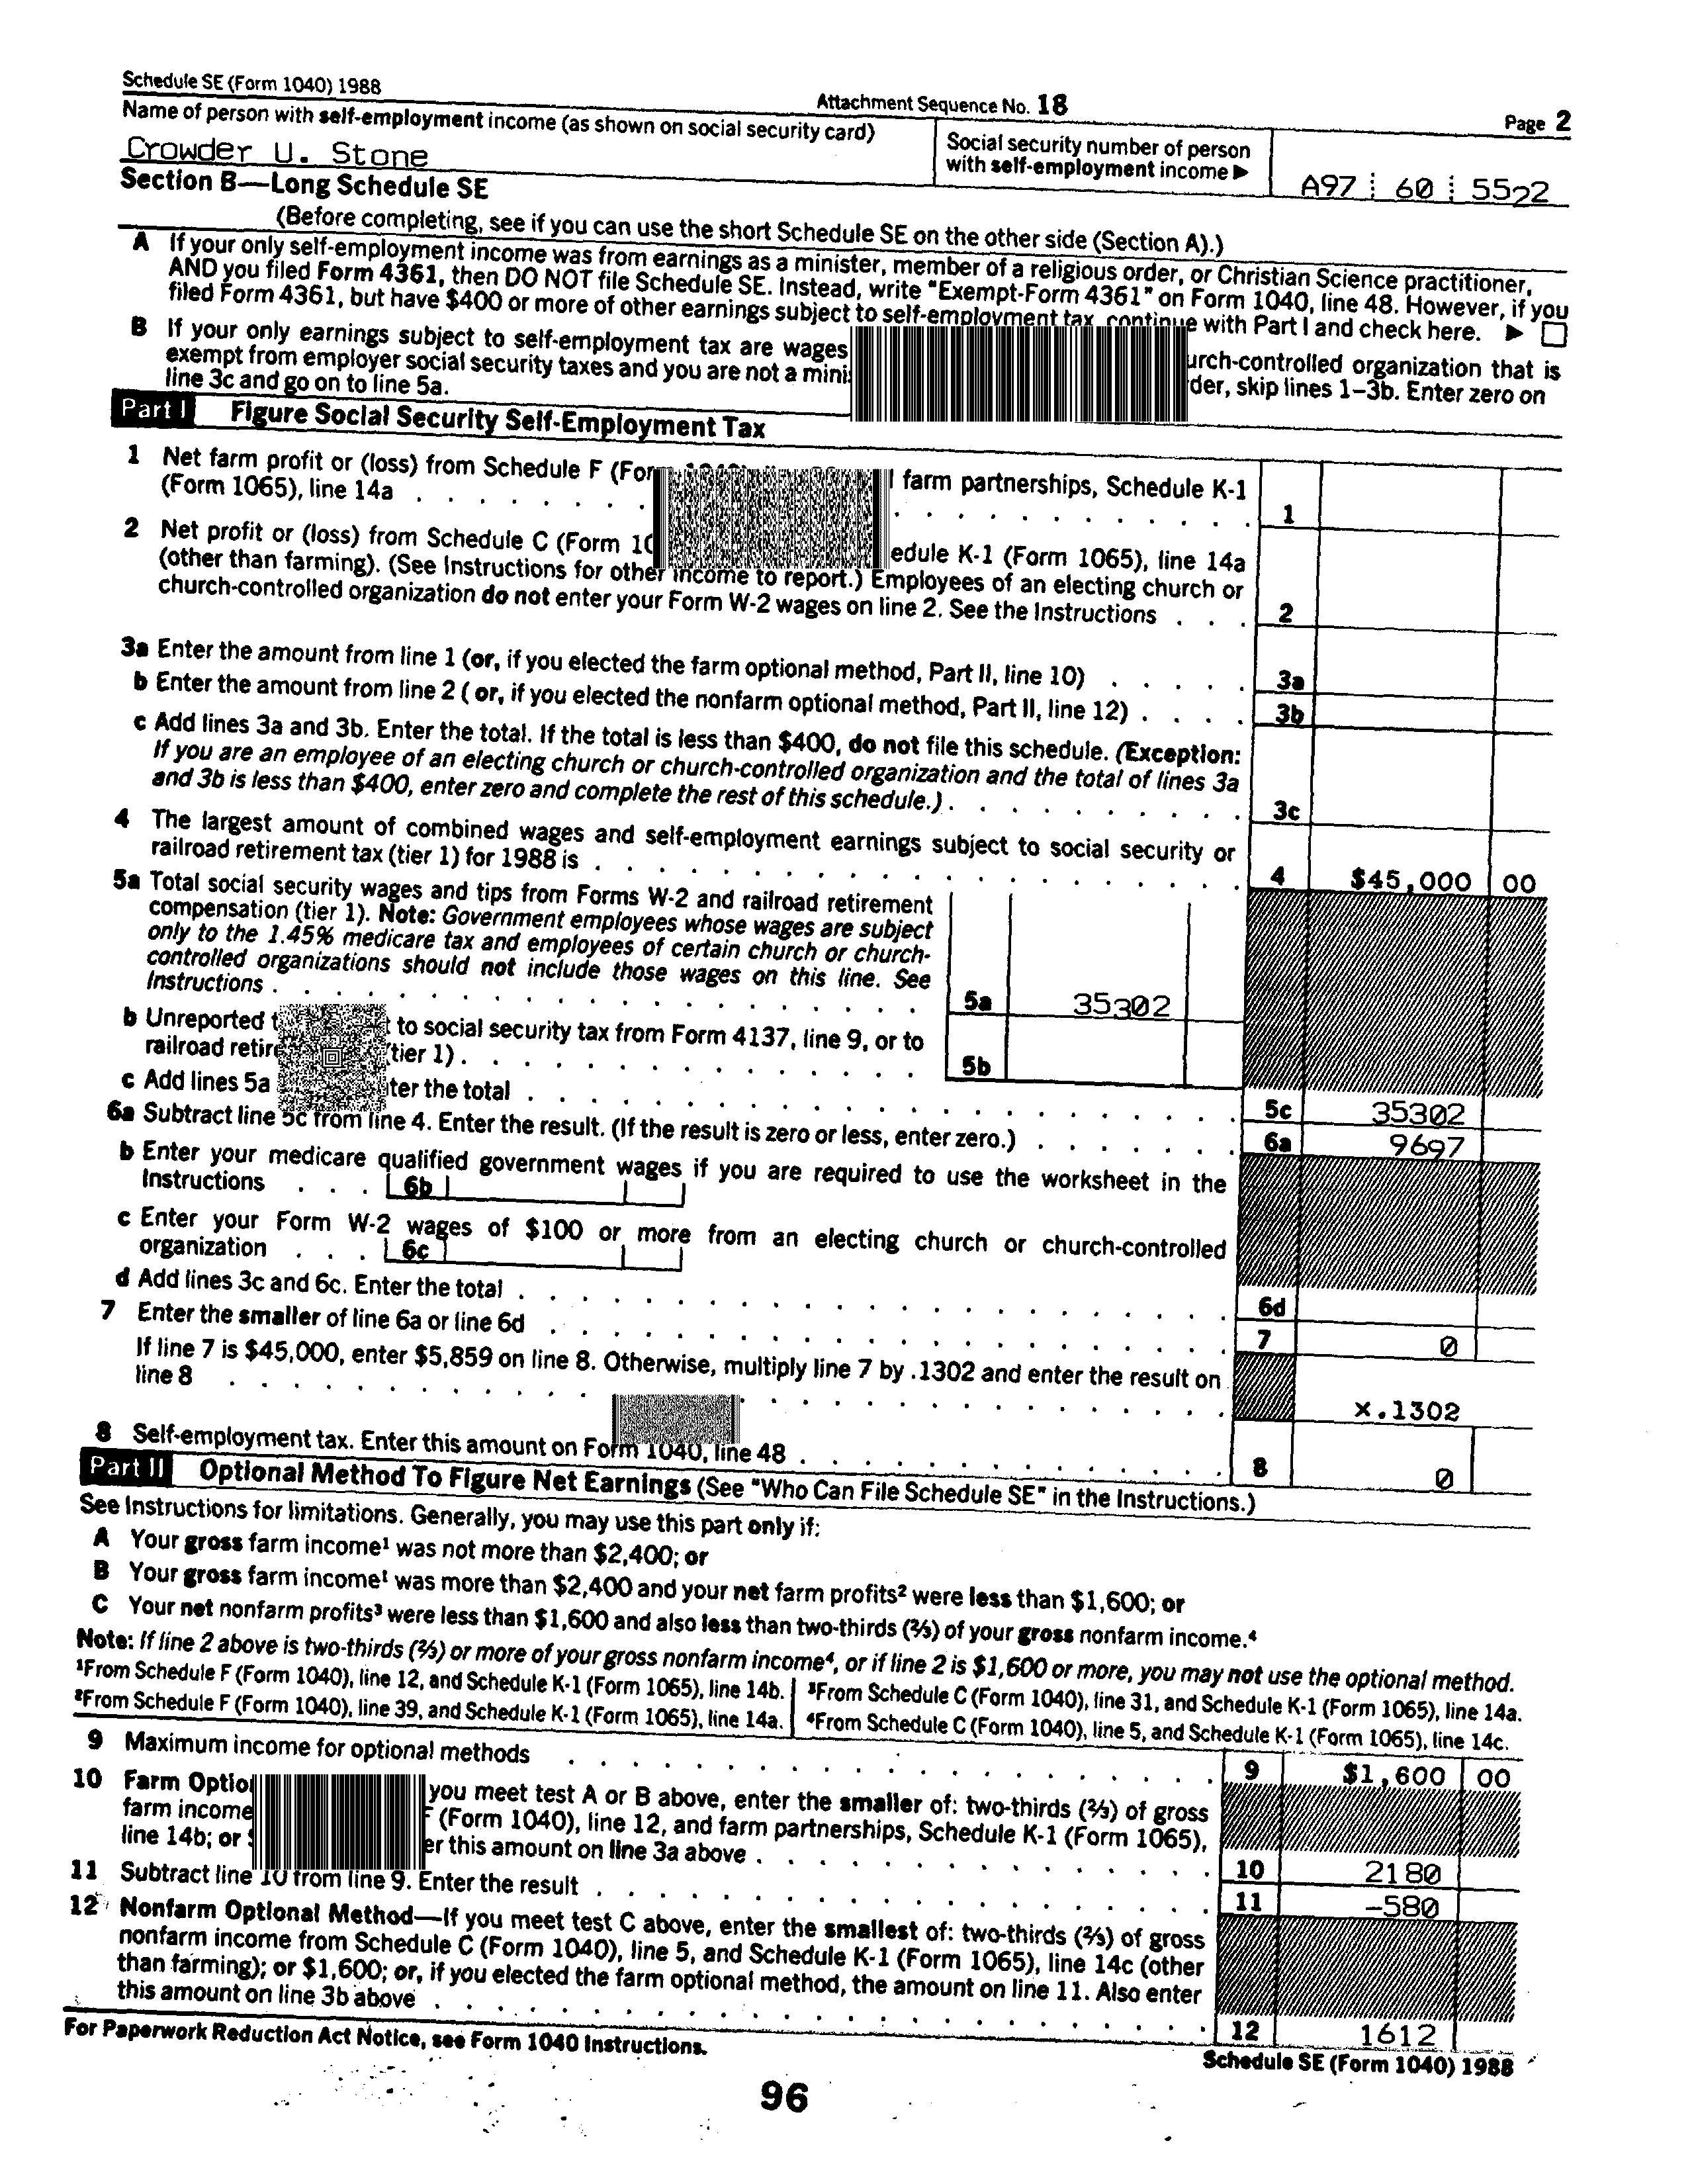 Schedule SE (Form 1040) 1988
Attachment Sequence No. 18
Page 2
Name of person with self-employment income (as shown on social security card)
Crowder U. Stone
Social security number of person
with self-employment income ▶
A97 60 5522
Section B—Long Schedule SE
(Before completing, see if you can use the short Schedule SE on the other side (Section A).)
A If your only self-employment income was from earnings as a minister, member of a religious order, or Christian Science practitioner,
AND you filed Form 4361, then DO NOT file Schedule SE. Instead, write "Exempt-Form 4361" on Form 1040, line 48. However, if you
filed Form 4361, but have $400 or more of other earnings subject to self-employment tax, continue with Part I and check here. ▶
B If your only earnings subject to self-employment tax are wages
urch-controlled organization that is
exempt from employer social security taxes and you are not a mini
der, skip lines 1–3b. Enter zero on
line 3c and go on to line 5a.
Part I Figure Social Security Self-Employment Tax
1 Net farm profit or (loss) from Schedule F (For farm partnerships, Schedule K-1
(Form 1065), line 14a . . . . . . 1
2 Net profit or (loss) from Schedule C (Form 10 edule K-1 (Form 1065), line 14a
(other than farming). (See Instructions for other income to report.) Employees of an electing church or
church-controlled organization do not enter your Form W-2 wages on line 2. See the Instructions . . . 2
3a Enter the amount from line 1 (or, if you elected the farm optional method, Part II, line 10) . . . . . 3a
b Enter the amount from line 2 ( or, if you elected the nonfarm optional method, Part II, line 12) . . . . 3b
c Add lines 3a and 3b. Enter the total. If the total is less than $400, do not file this schedule. (Exception:
If you are an employee of an electing church or church-controlled organization and the total of lines 3a
and 3b is less than $400, enter zero and complete the rest of this schedule.) . . . . . . . . . 3c
4 The largest amount of combined wages and self-employment earnings subject to social security or
railroad retirement tax (tier 1) for 1988 is . . . . . . 4 $45,000 00
5a Total social security wages and tips from Forms W-2 and railroad retirement
compensation (tier 1). Note: Government employees whose wages are subject
only to the 1.45% medicare tax and employees of certain church or church-
controlled organizations should not include those wages on this line. See
Instructions . . . . . . 5a 35302
b Unreported t t to social security tax from Form 4137, line 9, or to
railroad retire (tier 1) . . . . . . 5b
c Add lines 5a ter the total . . . . . . 5c 35302
6a Subtract line 5c from line 4. Enter the result. (If the result is zero or less, enter zero.) . . . . . . 6a 9697
b Enter your medicare qualified government wages if you are required to use the worksheet in the
Instructions . . . 6b
c Enter your Form W-2 wages of $100 or more from an electing church or church-controlled
organization . . . 6c
d Add lines 3c and 6c. Enter the total . . . . . . 6d
7 Enter the smaller of line 6a or line 6d . . . . . . 7 0
If line 7 is $45,000, enter $5,859 on line 8. Otherwise, multiply line 7 by .1302 and enter the result on
line 8 . . . . . . x.1302
8 Self-employment tax. Enter this amount on Form 1040, line 48 . . . . . . 8 0
Part II Optional Method To Figure Net Earnings (See "Who Can File Schedule SE" in the Instructions.)
See Instructions for limitations. Generally, you may use this part only if:
A Your gross farm income¹ was not more than $2,400; or
B Your gross farm income¹ was more than $2,400 and your net farm profits² were less than $1,600; or
C Your net nonfarm profits³ were less than $1,600 and also less than two-thirds (⅔) of your gross nonfarm income.⁴
Note: If line 2 above is two-thirds (⅔) or more of your gross nonfarm income⁴, or if line 2 is $1,600 or more, you may not use the optional method.
¹From Schedule F (Form 1040), line 12, and Schedule K-1 (Form 1065), line 14b.
³From Schedule C (Form 1040), line 31, and Schedule K-1 (Form 1065), line 14a.
²From Schedule F (Form 1040), line 39, and Schedule K-1 (Form 1065), line 14a.
⁴From Schedule C (Form 1040), line 5, and Schedule K-1 (Form 1065), line 14c.
9 Maximum income for optional methods . . . . . . 9 $1,600 00
10 Farm Optio you meet test A or B above, enter the smaller of: two-thirds (⅔) of gross
farm income F (Form 1040), line 12, and farm partnerships, Schedule K-1 (Form 1065),
line 14b; or er this amount on line 3a above . . . . . . 10 2180
11 Subtract line 10 from line 9. Enter the result . . . . . . 11 -580
12 Nonfarm Optional Method—If you meet test C above, enter the smallest of: two-thirds (⅔) of gross
nonfarm income from Schedule C (Form 1040), line 5, and Schedule K-1 (Form 1065), line 14c (other
than farming); or $1,600; or, if you elected the farm optional method, the amount on line 11. Also enter
this amount on line 3b above . . . . . . 12 1612
For Paperwork Reduction Act Notice, see Form 1040 Instructions.
Schedule SE (Form 1040) 1988
96